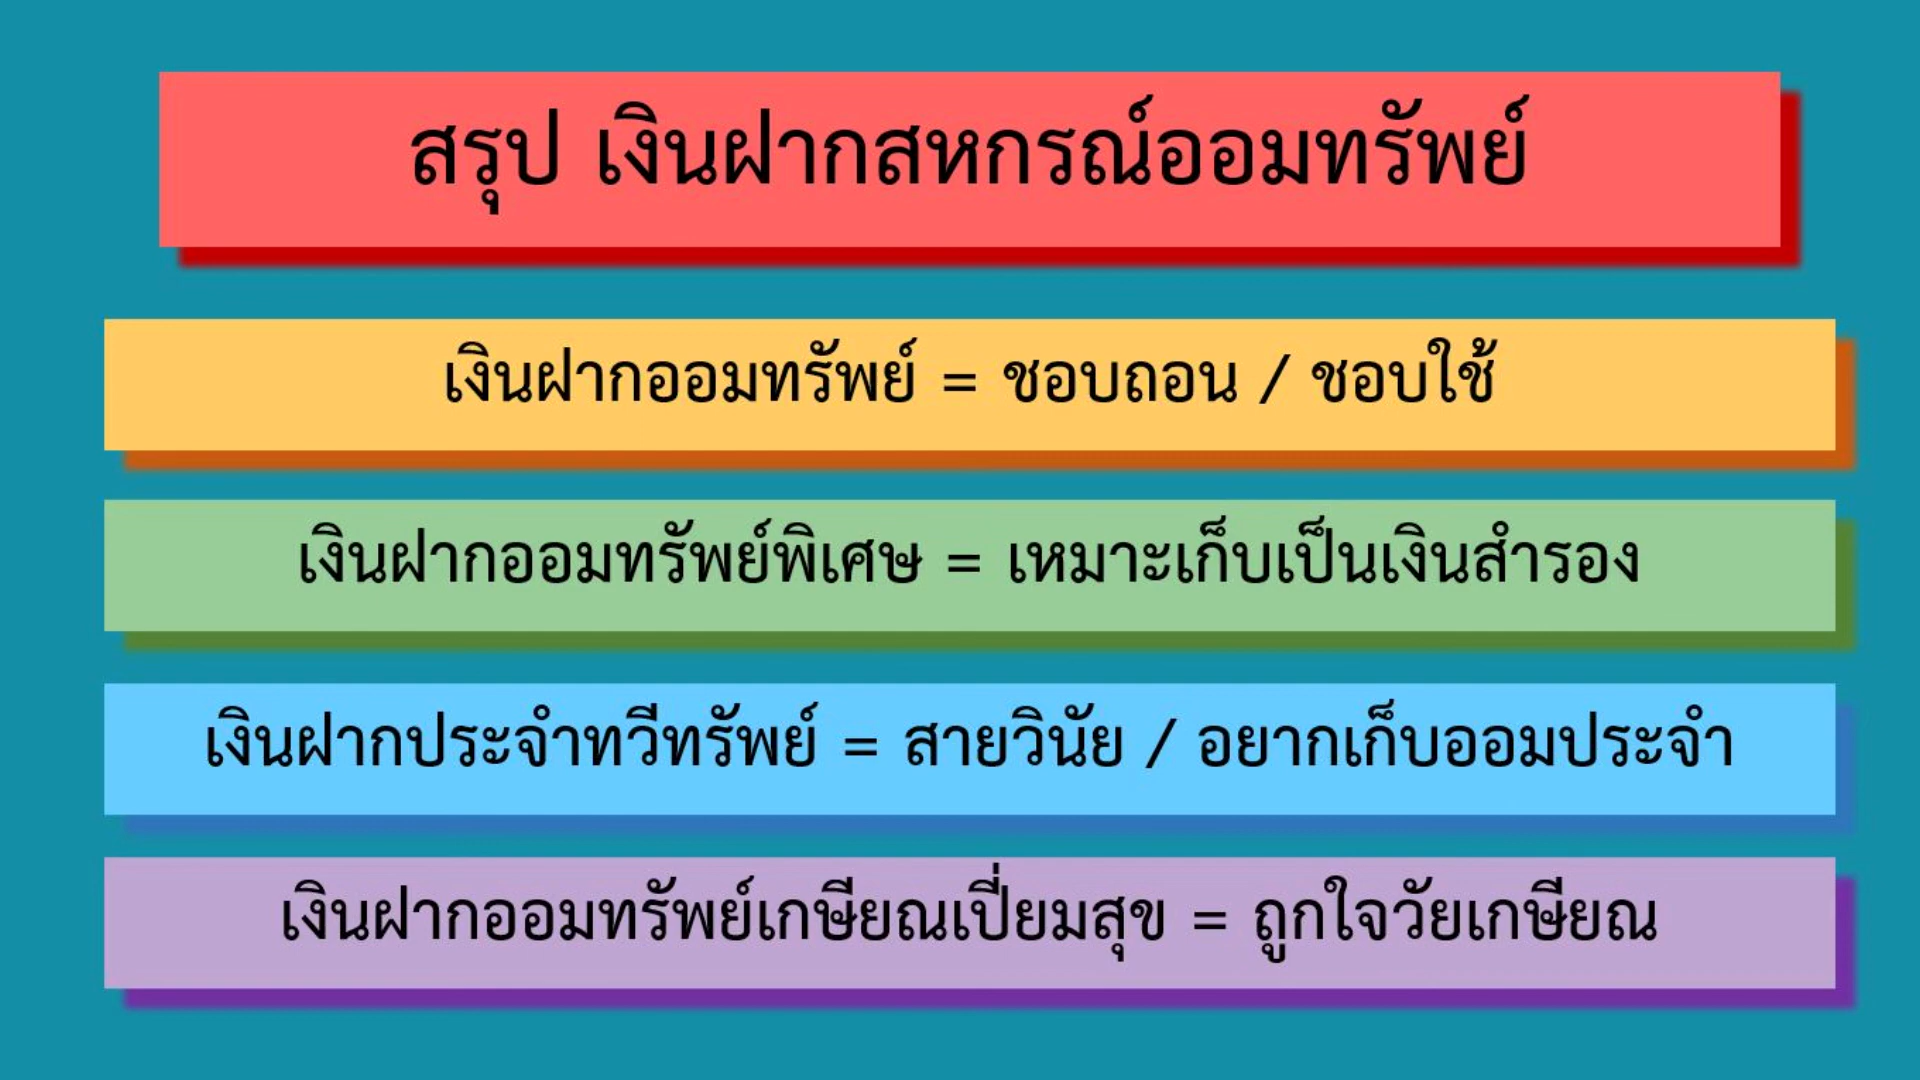 สรุป เงินฝากสหกรณ์ออมทรัพย์
เงินฝากออมทรัพย์ = ชอบถอน / ชอบใช้
เงินฝากออมทรัพย์พิเศษ = เหมาะเก็บเป็นเงินสำรอง
เงินฝากประจำทวีทรัพย์ = สายวินัย / อยากเก็บออมประจำ
เงินฝากออมทรัพย์เกษียณเปี่ยมสุข = ถูกใจวัยเกษียณ